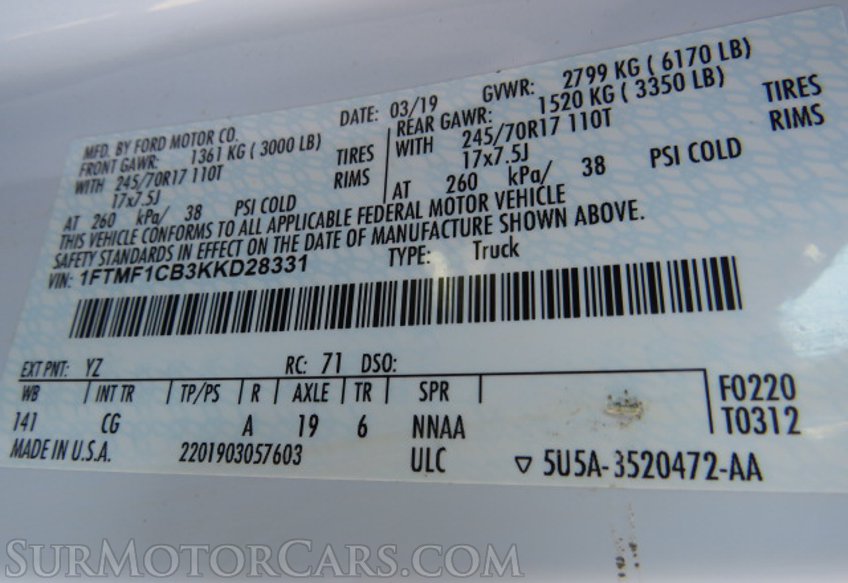 MFD. BY FORD MOTOR CO.
DATE: 03/19
GVWR: 2799 KG ( 6170 LB)
FRONT GAWR: 1361 KG ( 3000 LB)
WITH 245/70R17 110T TIRES
17x7.5J RIMS
AT 260 kPa/ 38 PSI COLD
REAR GAWR: 1520 KG ( 3350 LB)
WITH 245/70R17 110T TIRES
17x7.5J RIMS
AT 260 kPa/ 38 PSI COLD
THIS VEHICLE CONFORMS TO ALL APPLICABLE FEDERAL MOTOR VEHICLE
SAFETY STANDARDS IN EFFECT ON THE DATE OF MANUFACTURE SHOWN ABOVE.
VIN: 1FTMF1CB3KKD28331
TYPE: Truck
EXT PNT: YZ RC: 71 DSO:
WB INT TR TP/PS R AXLE TR SPR
141 CG A 19 6 NNAA
F0220
T0312
MADE IN U.S.A. 2201903057603 ULC ▽ 5U5A-3520472-AA
SurMotorCars.com